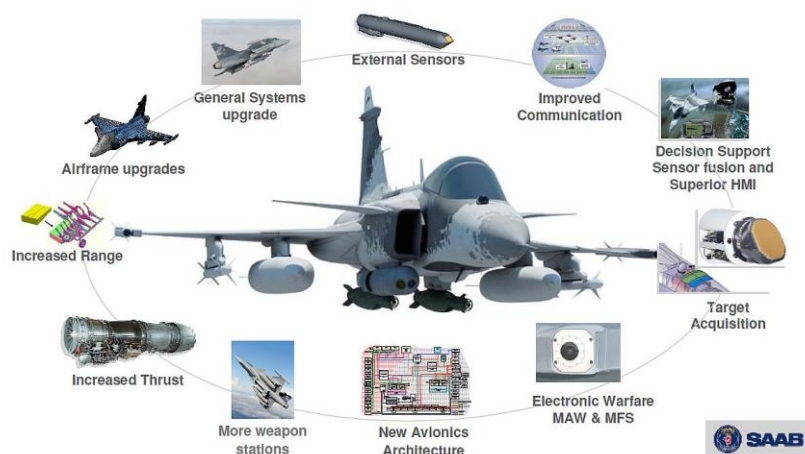 External Sensors
General Systems
upgrade
Improved
Communication
Airframe upgrades
Decision Support
Sensor fusion and
Superior HMI
Increased Range
Target
Acquisition
Increased Thrust
Electronic Warfare
MAW & MFS
More weapon
stations
New Avionics
Architecture
SAAB